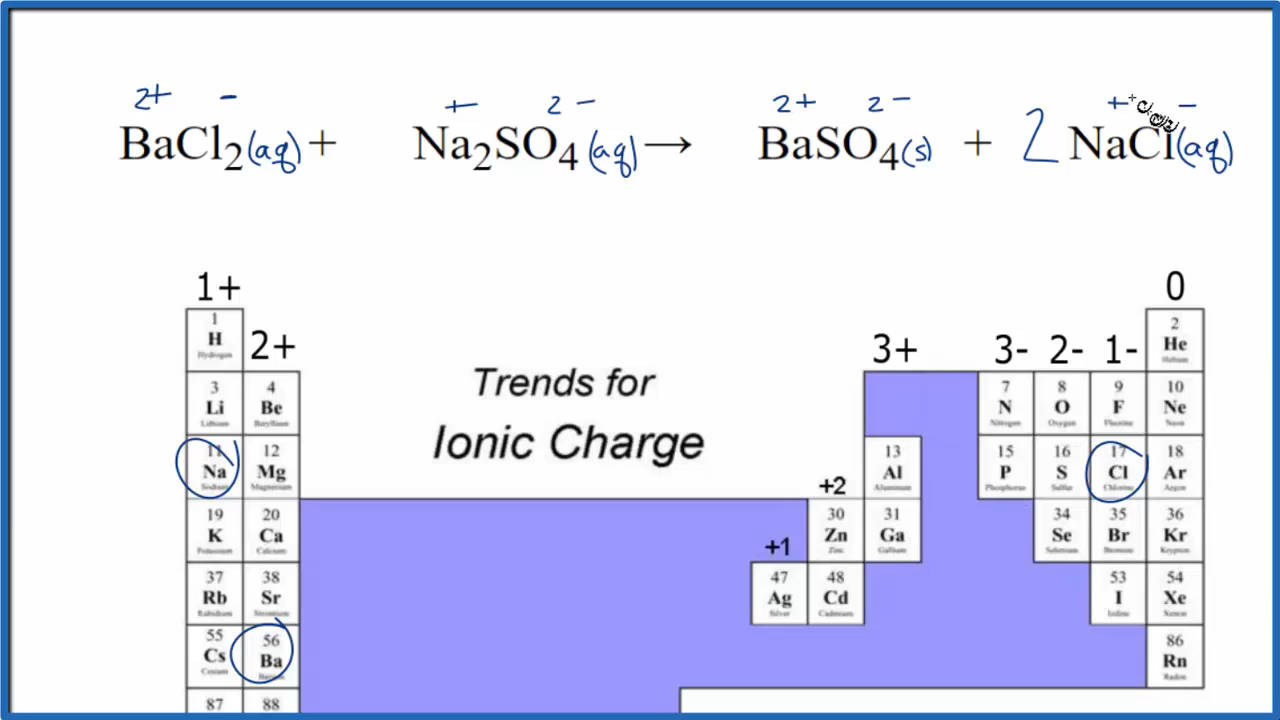 2+ - + 2 - 2+ 2 - + -
BaCl2(aq) + Na2SO4(aq) → BaSO4(s) + 2 NaCl(aq)
1+ 0
1 2
H He
Hydrogen Helium
2+ 3+ 3- 2- 1-
Trends for
Ionic Charge
3 4 7 8 9 10
Li Be N O F Ne
Lithium Beryllium Nitrogen Oxygen Fluorine Neon
11 12 13 15 16 17 18
Na Mg Al P S Cl Ar
Sodium Magnesium Aluminum Phosphorus Sulfur Chlorine Argon
+2
19 20 30 31 34 35 36
K Ca Zn Ga Se Br Kr
Potassium Calcium Zinc Gallium Selenium Bromine Krypton
+1
37 38 47 48 53 54
Rb Sr Ag Cd I Xe
Rubidium Strontium Silver Cadmium Iodine Xenon
55 56 86
Cs Ba Rn
Cesium Barium Radon
87 88